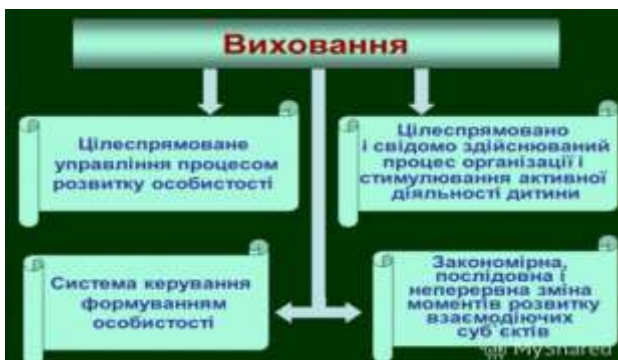 Виховання
Цілеспрямоване
управління процесом
розвитку особистості
Цілеспрямовано
і свідомо здійснюваний
процес організації і
стимулювання активної
діяльності дитини
Система керування
формуванням
особистості
Закономірна,
послідовна і
неперервна зміна
моментів розвитку
взаємодіючих
суб'єктів
MyShared